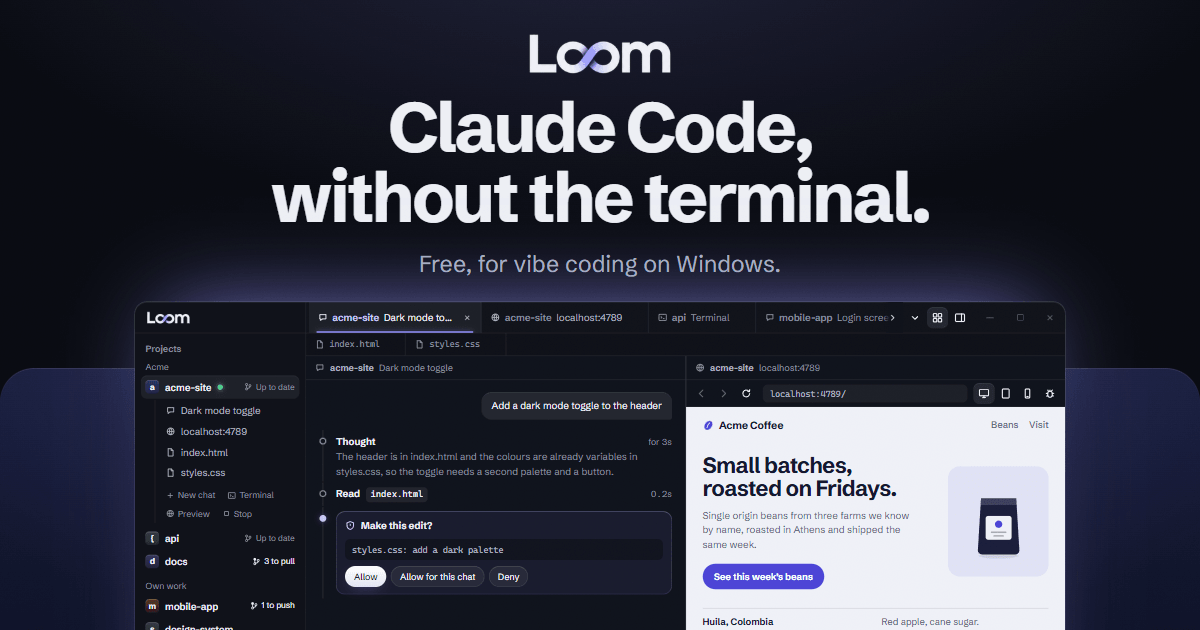 Loom
Claude Code,
without the terminal.
Free, for vibe coding on Windows.
Loom
Projects
Acme
a acme-site Up to date
Dark mode toggle
localhost:4789
index.html
styles.css
+ New chat Terminal
Preview Stop
{ api Up to date
d docs 3 to pull
Own work
m mobile-app 1 to push
design-system
acme-site Dark mode to... ×
acme-site localhost:4789
api Terminal
mobile-app Login scree
index.html
styles.css
acme-site Dark mode toggle
Add a dark mode toggle to the header
Thought for 3s
The header is in index.html and the colours are already variables in
styles.css, so the toggle needs a second palette and a button.
Read index.html 0.2s
Make this edit?
styles.css: add a dark palette
Allow Allow for this chat Deny
acme-site localhost:4789
localhost:4789/
Acme Coffee Beans Visit
Small batches,
roasted on Fridays.
Single origin beans from three farms we know
by name, roasted in Athens and shipped the
same week.
See this week's beans
Huila, Colombia Red apple, cane sugar.